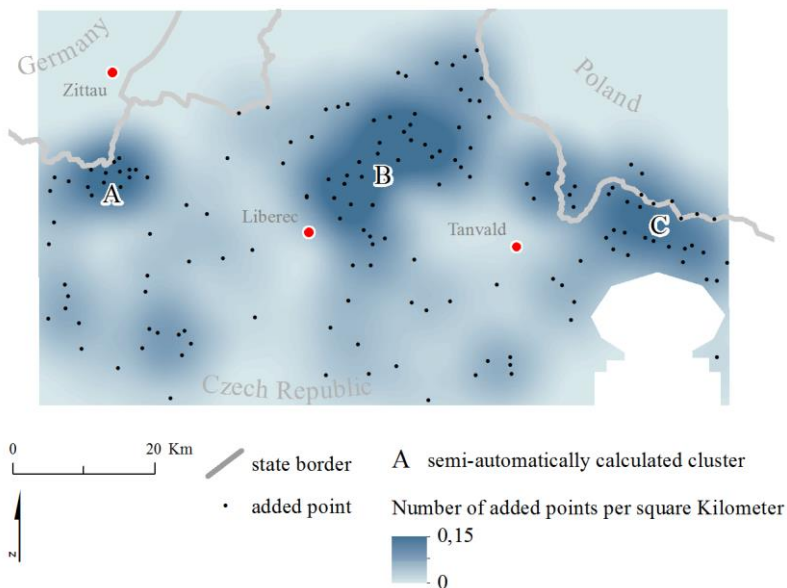 Germany
Zittau
Poland
A
B
C
Liberec
Tanvald
Czech Republic
0 20 Km
state border
added point
A semi-automatically calculated cluster
Number of added points per square Kilometer
0,15
0
z